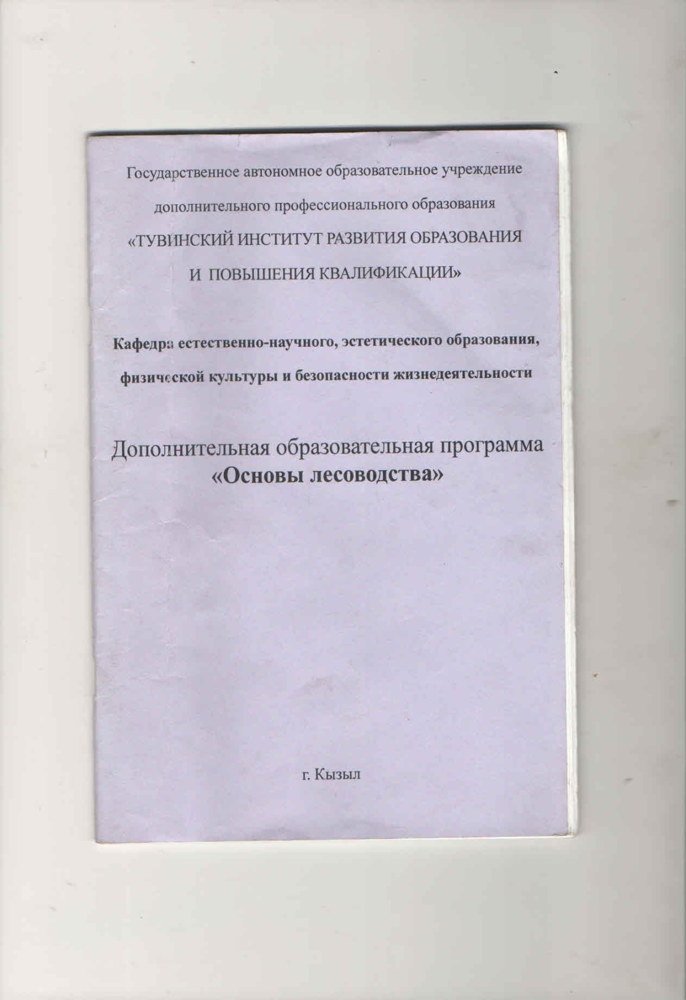 Государственное автономное образовательное учреждение
дополнительного профессионального образования
«ТУВИНСКИЙ ИНСТИТУТ РАЗВИТИЯ ОБРАЗОВАНИЯ
И ПОВЫШЕНИЯ КВАЛИФИКАЦИИ»
Кафедра естественно-научного, эстетического образования,
физической культуры и безопасности жизнедеятельности
Дополнительная образовательная программа
«Основы лесоводства»
г. Кызыл